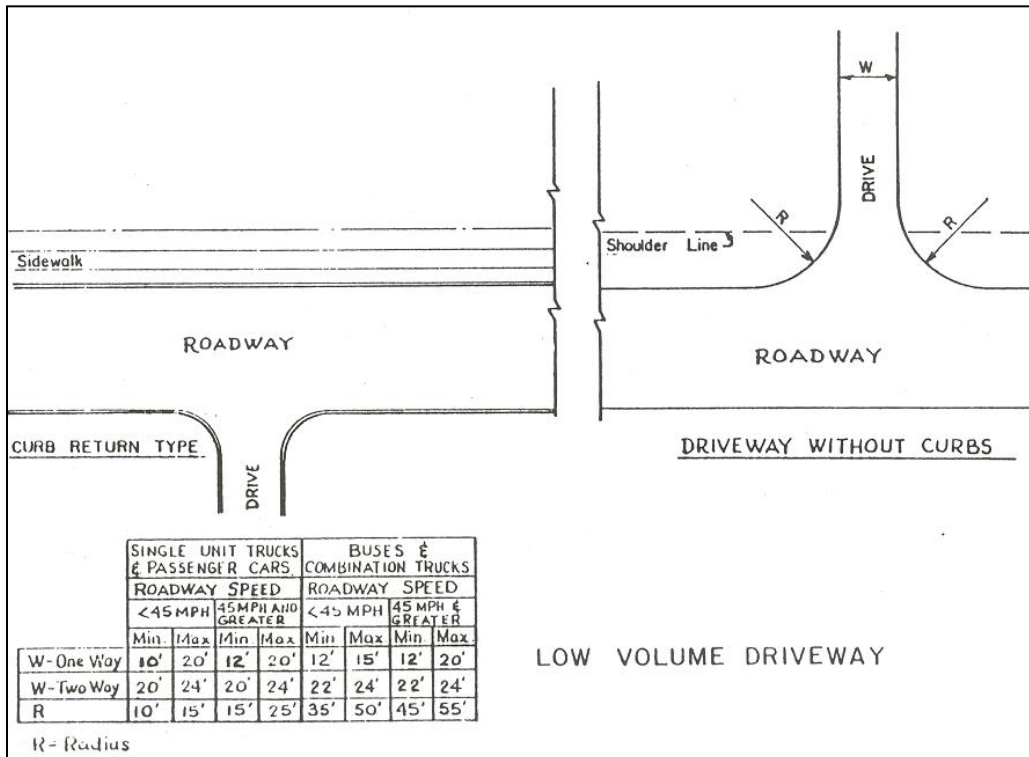 W
DRIVE
R
R
Shoulder Line
Sidewalk
ROADWAY
ROADWAY
CURB RETURN TYPE
DRIVEWAY WITHOUT CURBS
DRIVE
SINGLE UNIT TRUCKS & PASSENGER CARS BUSES & COMBINATION TRUCKS
ROADWAY SPEED ROADWAY SPEED
<45 MPH 45 MPH AND GREATER <45 MPH 45 MPH & GREATER
Min. Max Min. Max Min Max Min. Max.
W-One Way 10' 20' 12' 20' 12' 15' 12' 20'
W-Two Way 20' 24' 20' 24' 22' 24' 22' 24'
R 10' 15' 15' 25' 35' 50' 45' 55'
LOW VOLUME DRIVEWAY
R-Radius